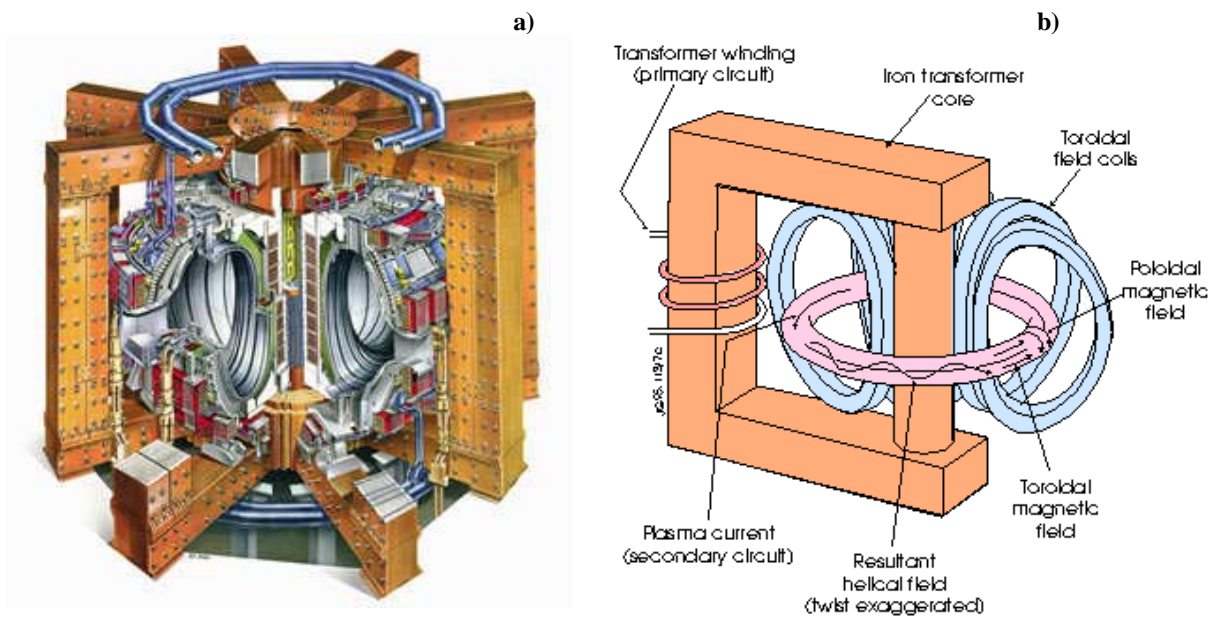 a)
b)
Transformer winding
(primary circuit)
Iron transformer
core
Toroidal
field coils
Poloidal
magnetic
field
Toroidal
magnetic
field
Plasma current
(secondary circuit)
Resultant
helical field
(twist exaggerated)